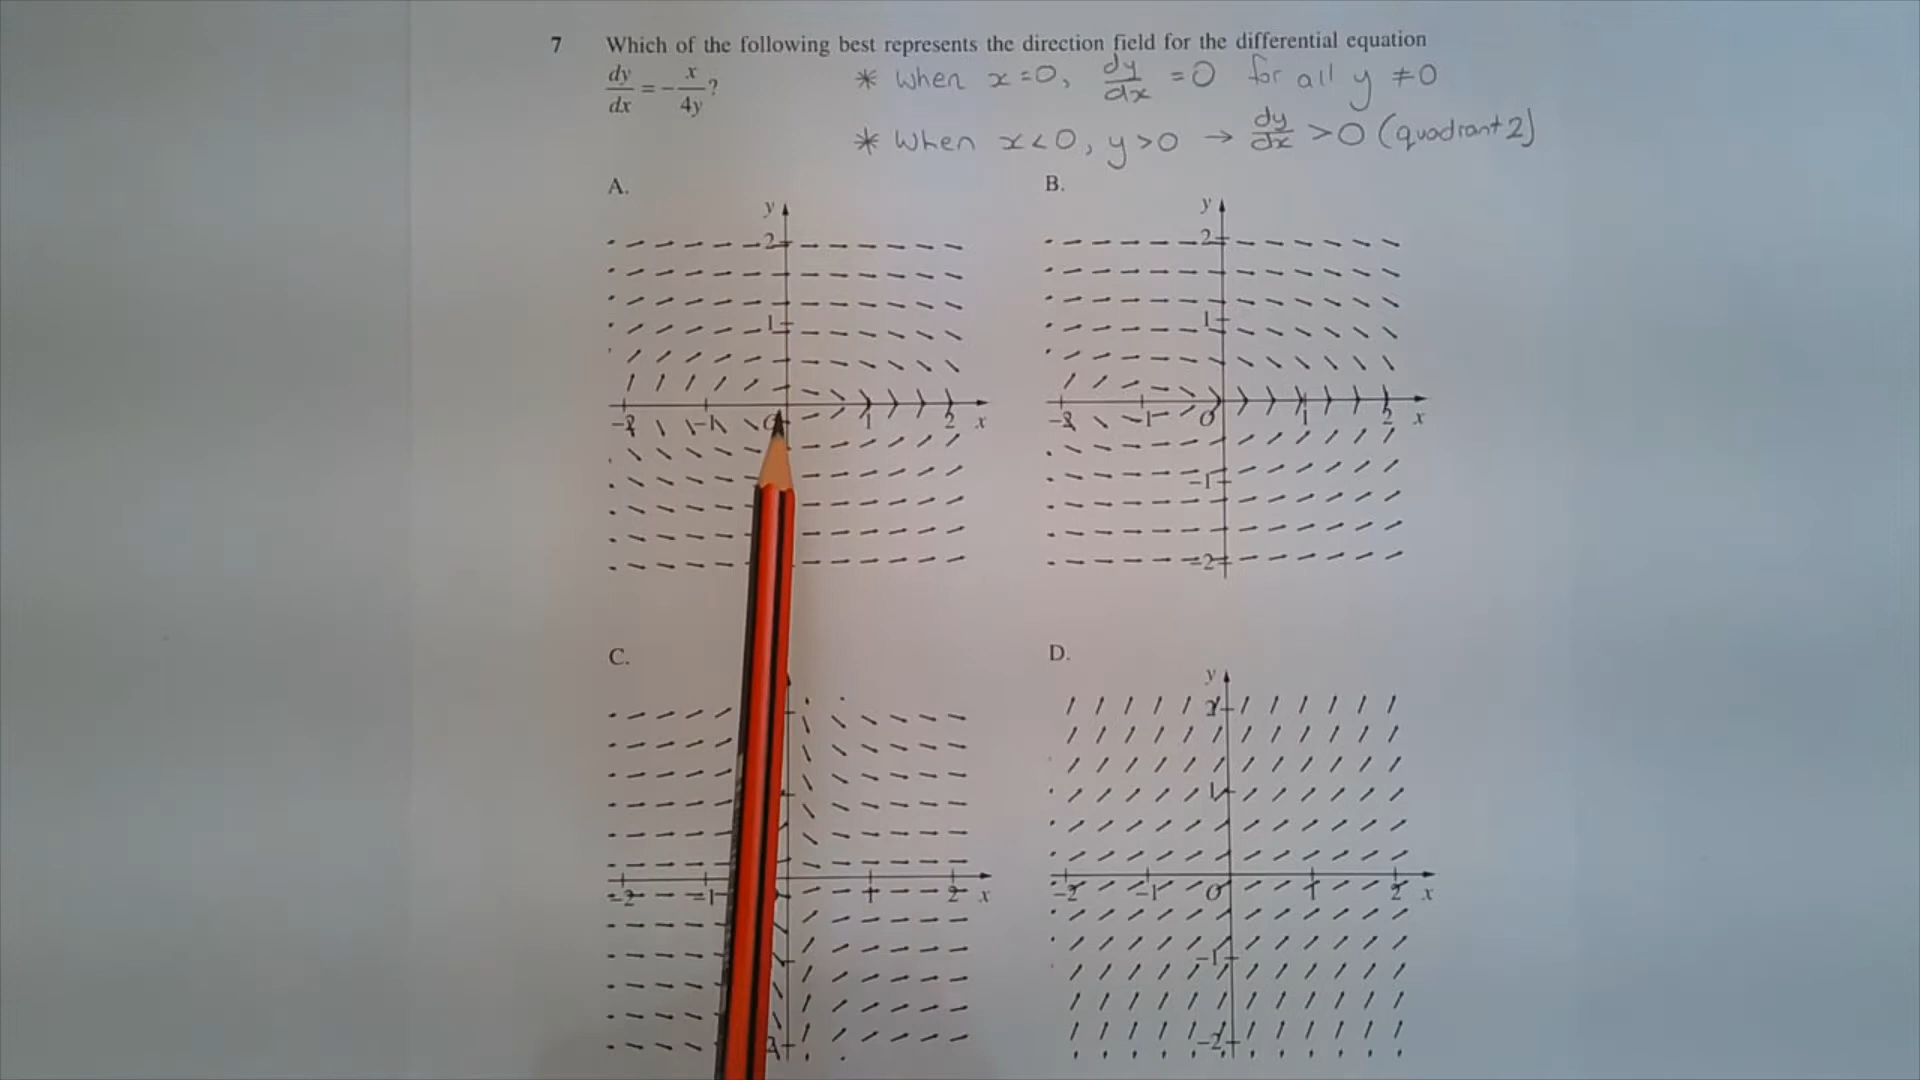 7 Which of the following best represents the direction field for the differential equation
dy/dx = -x/4y?
* when x=0, dy/dx =0 for all y ≠0
* When x<0, y>0 → dy/dx >0 (quadrant 2)
A.
B.
y
y
2
2
1
1
-2 -1 O 1 2 x
-2 -1 O 1 2 x
-1
-2
C.
D.
y
2
1
-2 -1 1 2 x
-2 -1 O 1 2 x
-1
-2